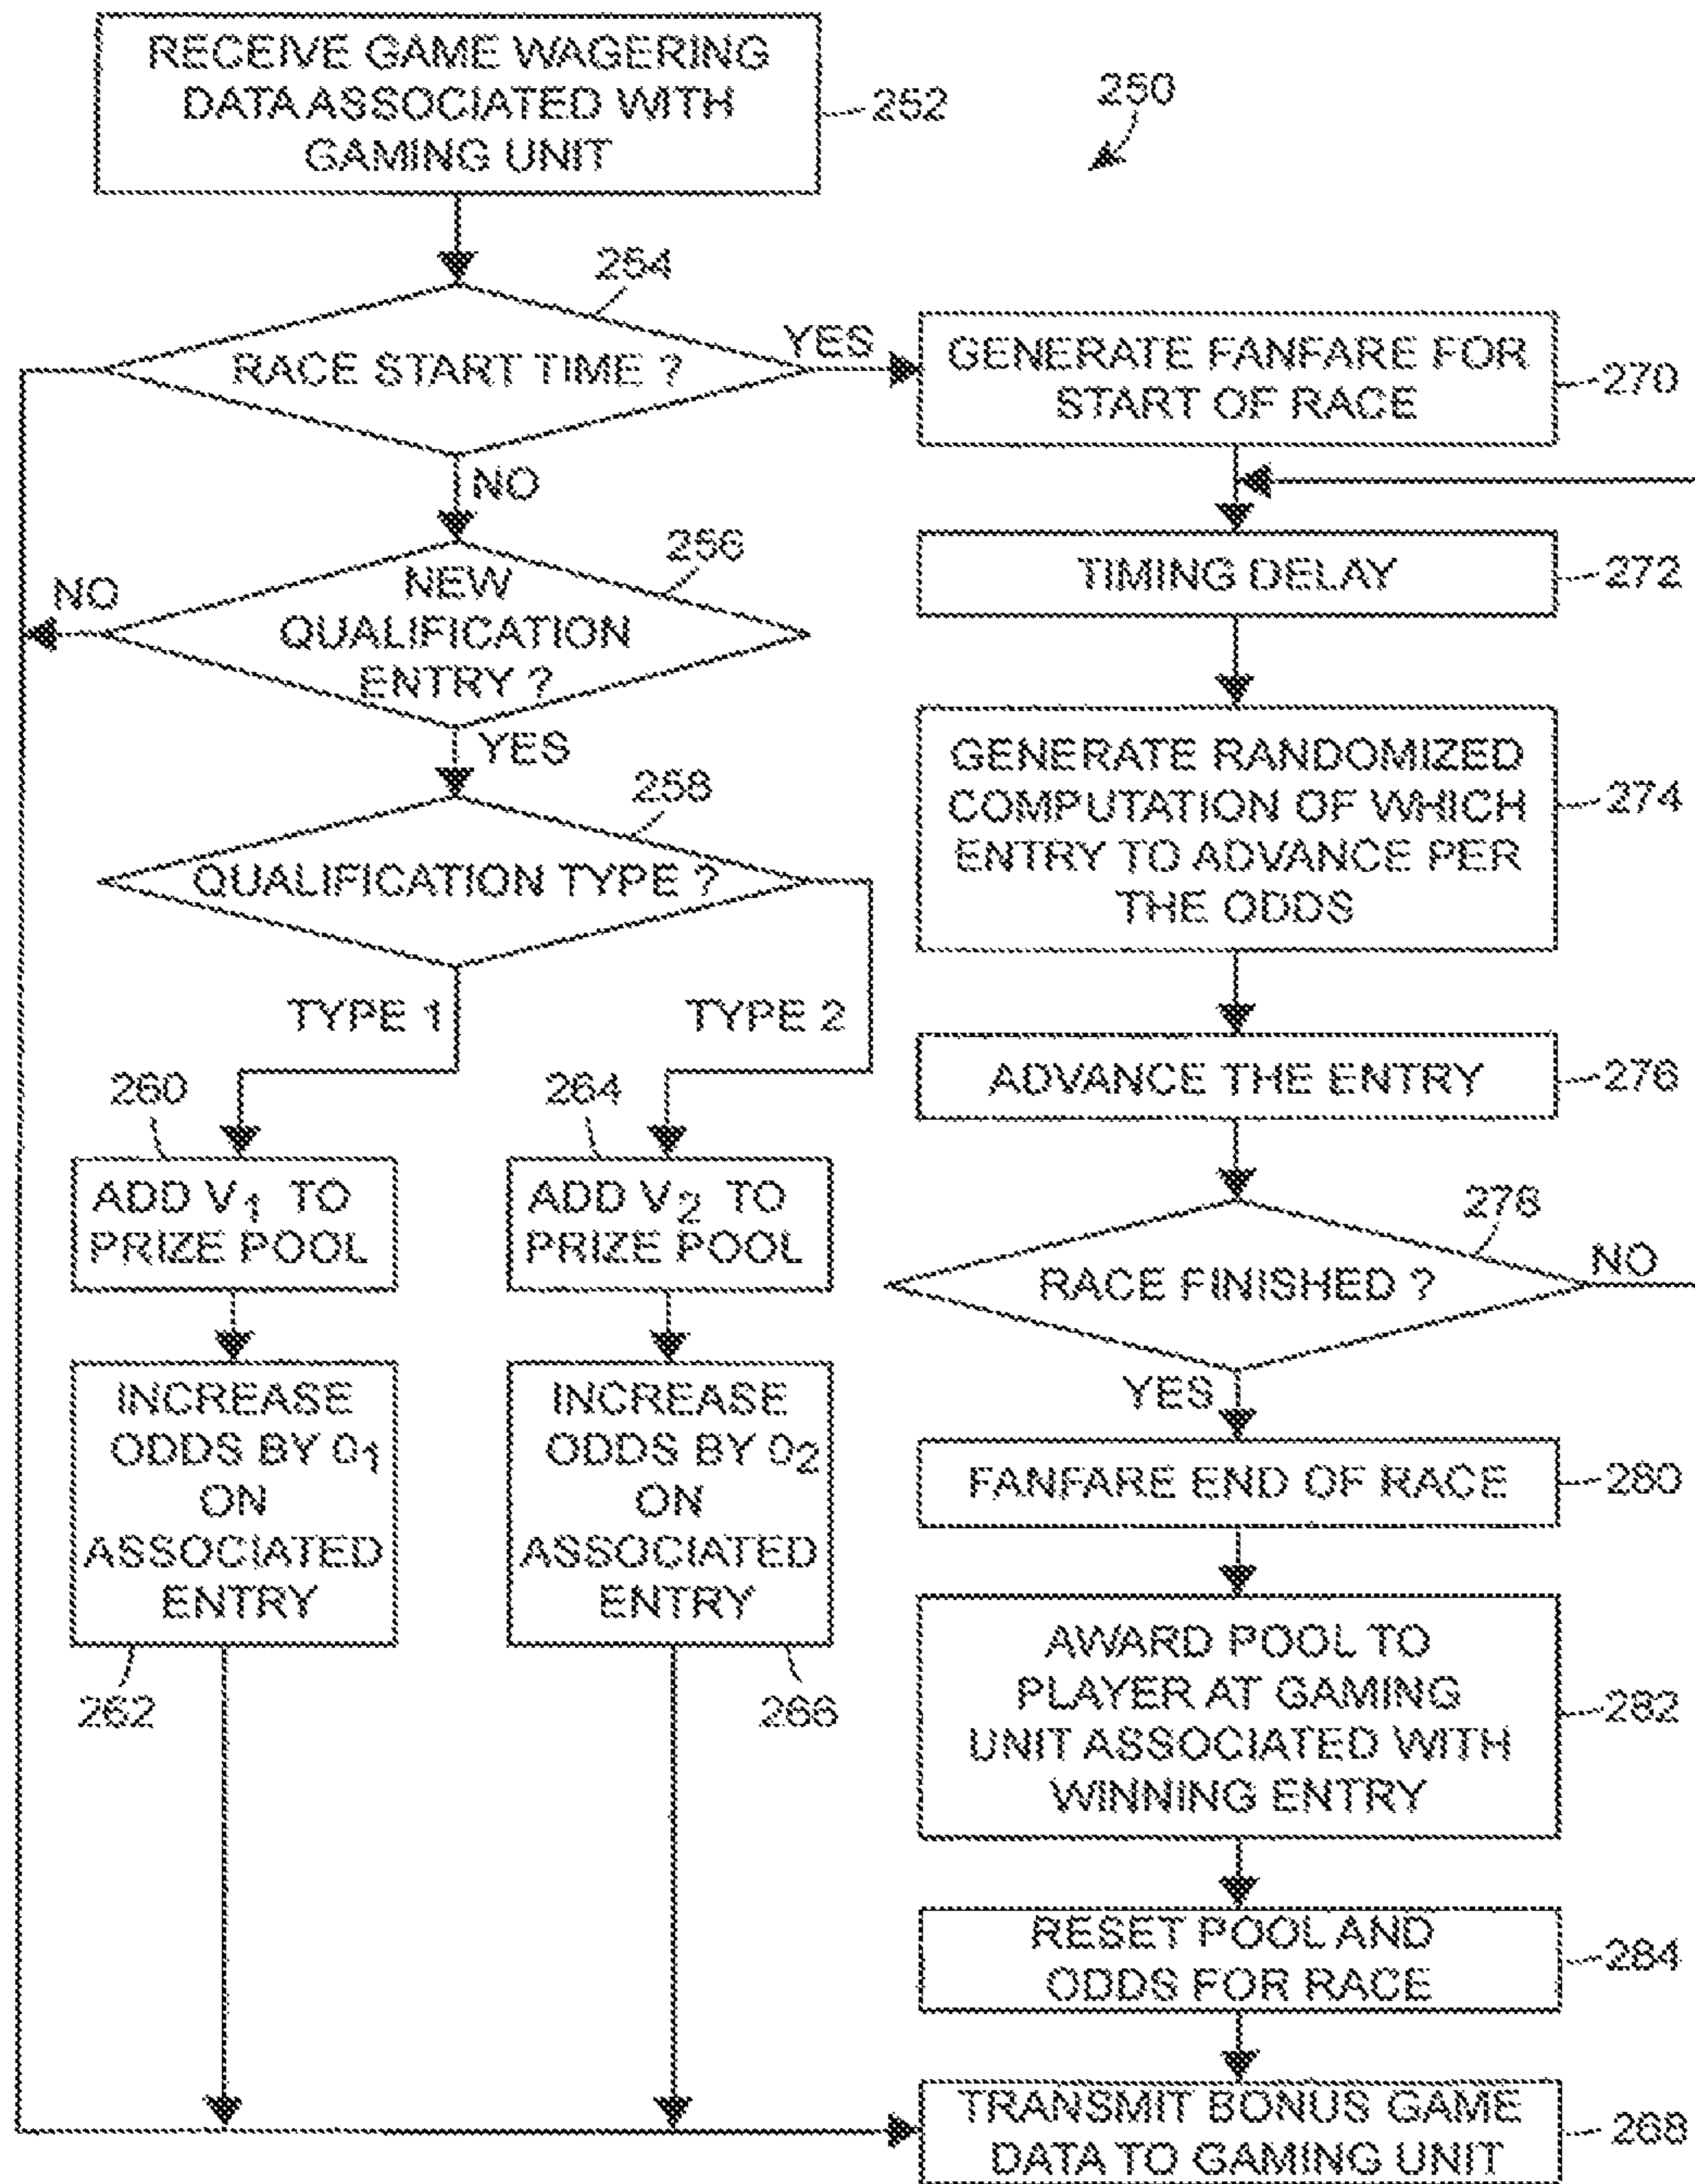 RECEIVE GAME WAGERING
DATA ASSOCIATED WITH
GAMING UNIT
252
250
254
RACE START TIME ?
YES
NO
GENERATE FANFARE FOR
START OF RACE
270
256
NEW
QUALIFICATION
ENTRY ?
NO
YES
TIMING DELAY
272
258
QUALIFICATION TYPE ?
TYPE 1
TYPE 2
GENERATE RANDOMIZED
COMPUTATION OF WHICH
ENTRY TO ADVANCE PER
THE ODDS
274
ADVANCE THE ENTRY
276
260
ADD V1 TO
PRIZE POOL
264
ADD V2 TO
PRIZE POOL
278
RACE FINISHED ?
NO
YES
INCREASE
ODDS BY 01
ON
ASSOCIATED
ENTRY
262
INCREASE
ODDS BY 02
ON
ASSOCIATED
ENTRY
266
FANFARE END OF RACE
280
AWARD POOL TO
PLAYER AT GAMING
UNIT ASSOCIATED WITH
WINNING ENTRY
282
RESET POOL AND
ODDS FOR RACE
284
TRANSMIT BONUS GAME
DATA TO GAMING UNIT
268